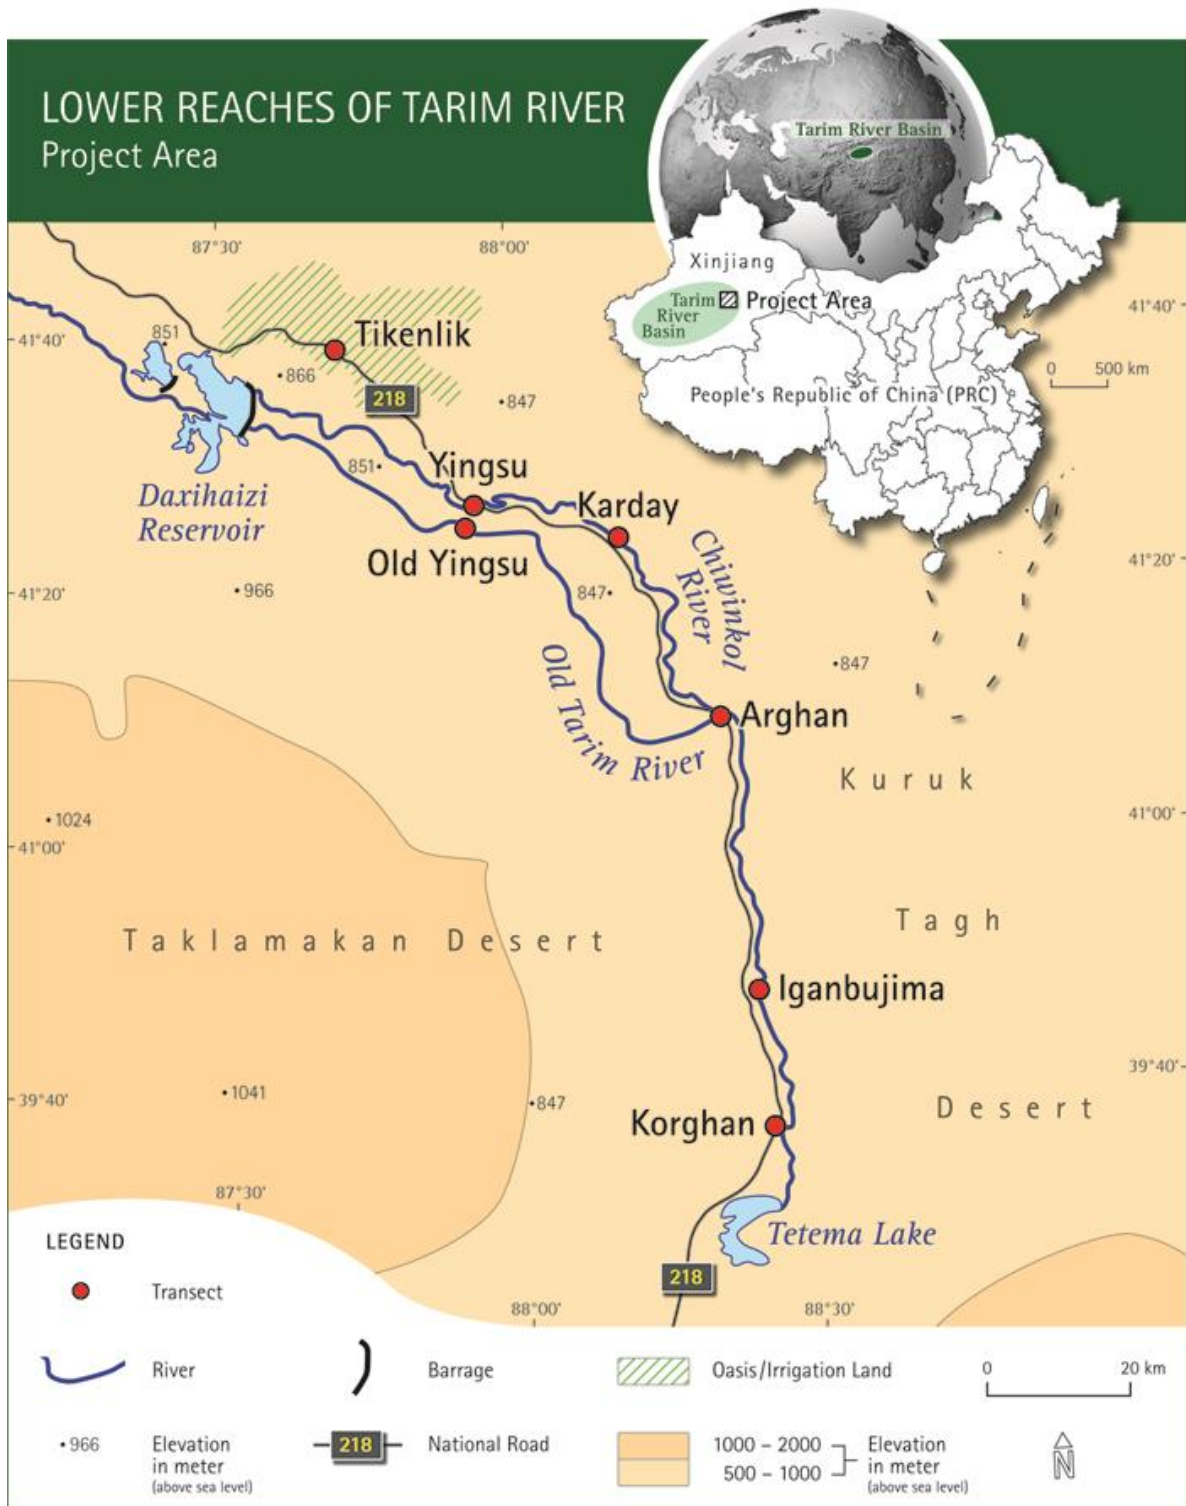 LOWER REACHES OF TARIM RIVER
Project Area
Tarim River Basin
Xinjiang
Tarim
River
Basin
Project Area
People's Republic of China (PRC)
0 500 km
87°30'
88°00'
41°40'
41°40'
851
Tikenlik
866
218
847
851
Yingsu
Daxihaizi
Reservoir
Karday
Old Yingsu
Chiwinkol
River
41°20'
41°20'
966
847
847
Old Tarim River
Arghan
Kuruk
1024
41°00'
41°00'
Tagh
Taklamakan Desert
Iganbujima
39°40'
39°40'
1041
847
Desert
Korghan
87°30'
Tetema Lake
218
88°00'
88°30'
LEGEND
Transect
River
Barrage
Oasis/Irrigation Land
0 20 km
966
Elevation
in meter
(above sea level)
218
National Road
1000 – 2000
500 – 1000
Elevation
in meter
(above sea level)
N